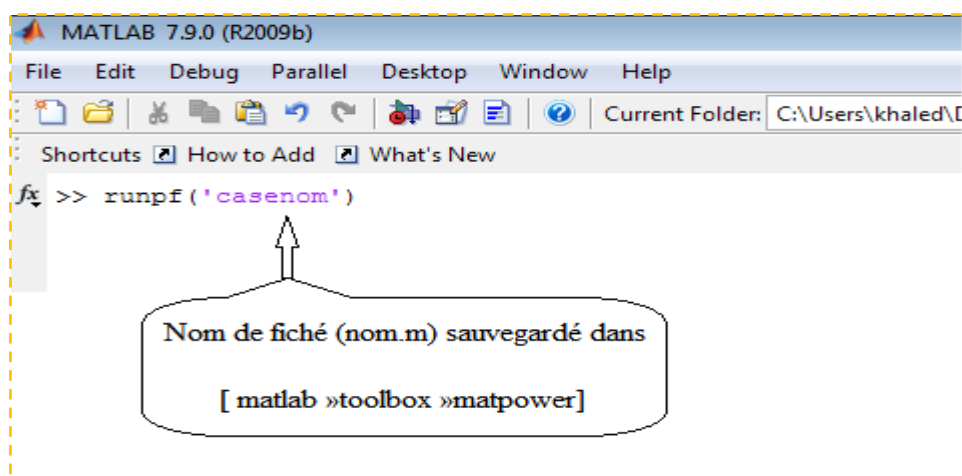 MATLAB 7.9.0 (R2009b)
File Edit Debug Parallel Desktop Window Help
Current Folder: C:\Users\khaled\D
Shortcuts How to Add What's New
fx >> runpf('casenom')
Nom de fiché (nom.m) sauvegardé dans
[ matlab »toolbox »matpower]